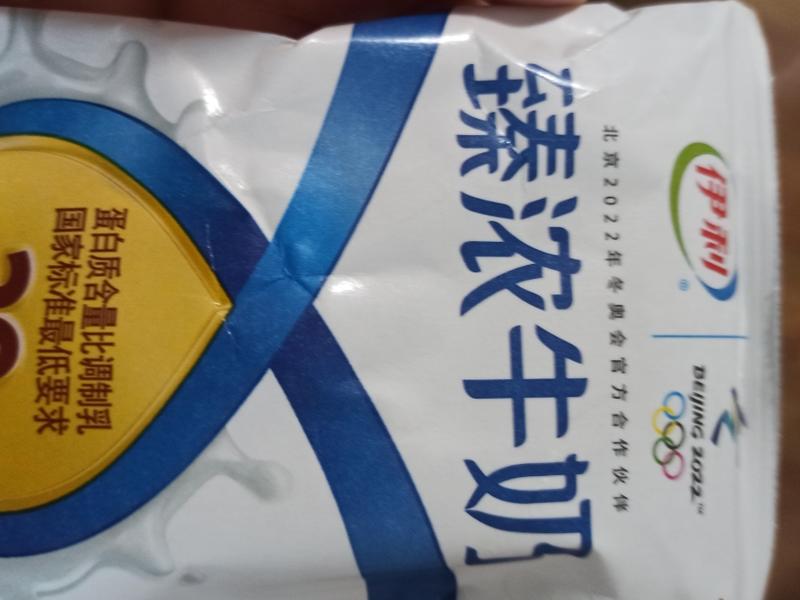 伊利®
BEIJING 2022™
北京2022年冬奥会官方合作伙伴
臻浓牛奶
蛋白质含量比调制乳
国家标准最低要求